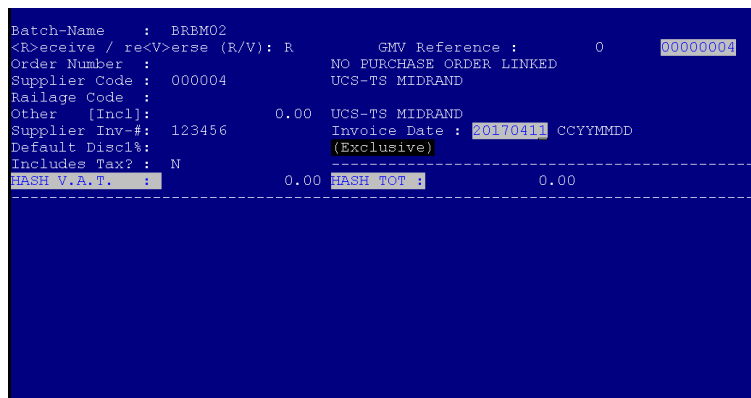 Batch-Name    :  BRBM02
<R>eceive / re<V>erse (R/V): R          GMV Reference :         0       00000004
Order Number  :                     NO PURCHASE ORDER LINKED
Supplier Code :  000004             UCS-TS MIDRAND
Railage Code  :
Other   [Incl]:              0.00   UCS-TS MIDRAND
Supplier Inv-#:  123456             Invoice Date : 20170411 CCYYMMDD
Default Disc1%:                     (Exclusive)
Includes Tax? :  N
HASH V.A.T.   :               0.00 HASH TOT :             0.00